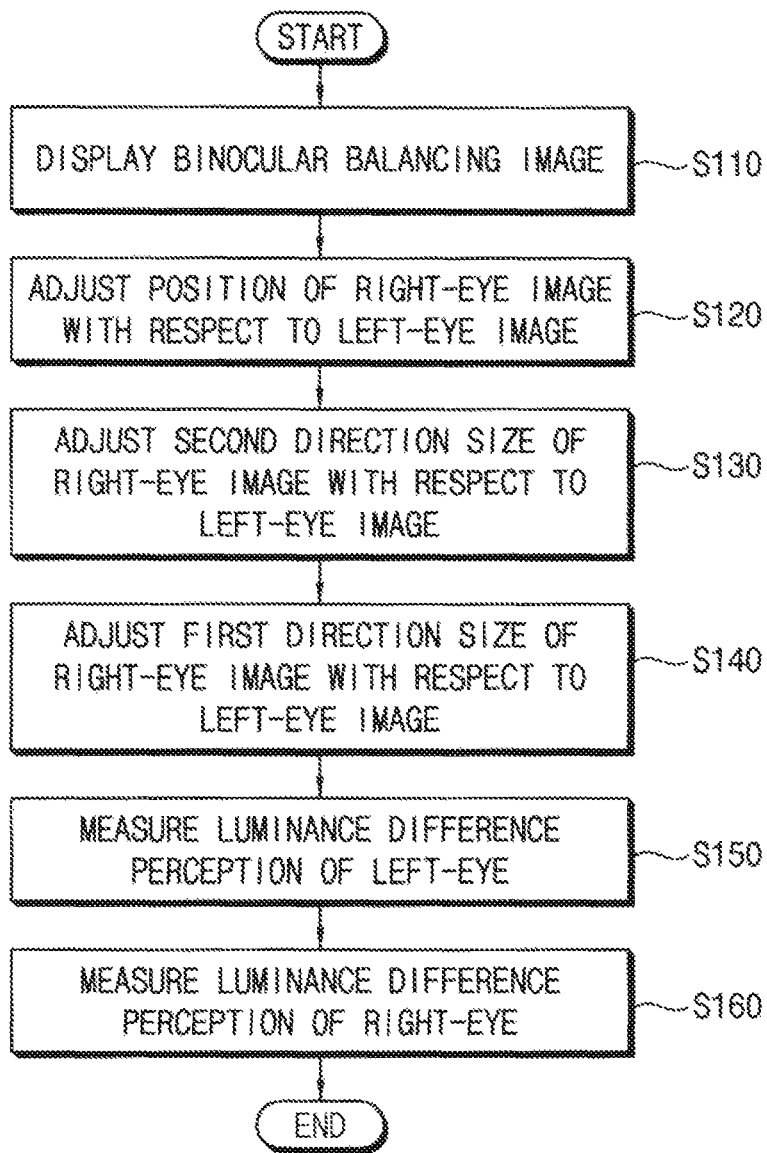 START
DISPLAY BINOCULAR BALANCING IMAGE
S110
ADJUST POSITION OF RIGHT-EYE IMAGE
WITH RESPECT TO LEFT-EYE IMAGE
S120
ADJUST SECOND DIRECTION SIZE OF
RIGHT-EYE IMAGE WITH RESPECT TO
LEFT-EYE IMAGE
S130
ADJUST FIRST DIRECTION SIZE OF
RIGHT-EYE IMAGE WITH RESPECT TO
LEFT-EYE IMAGE
S140
MEASURE LUMINANCE DIFFERENCE
PERCEPTION OF LEFT-EYE
S150
MEASURE LUMINANCE DIFFERENCE
PERCEPTION OF RIGHT-EYE
S160
END